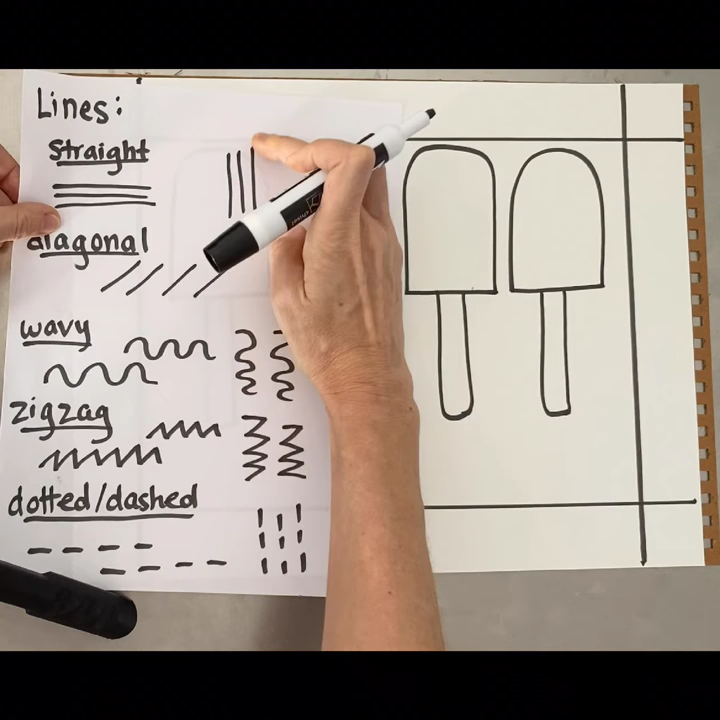 Lines:
Straight
diagonal
wavy
zigzag
dotted/dashed